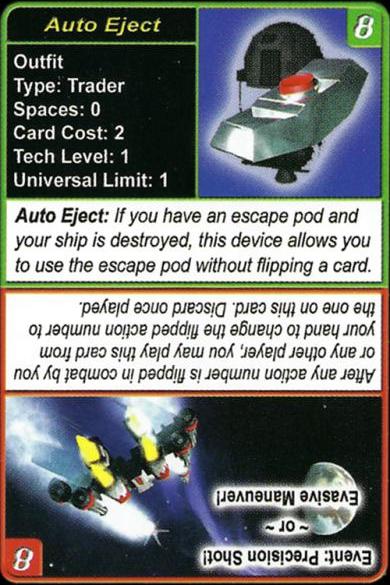 Auto Eject
8
Outfit
Type: Trader
Spaces: 0
Card Cost: 2
Tech Level: 1
Universal Limit: 1
Auto Eject: If you have an escape pod and
your ship is destroyed, this device allows you
to use the escape pod without flipping a card.
Event: Precision Shot!
~ or ~
Evasive Maneuver!
8
After any action number is flipped in combat by you
or any other player, you may play this card from
your hand to change the flipped action number to
the one on this card. Discard once played.